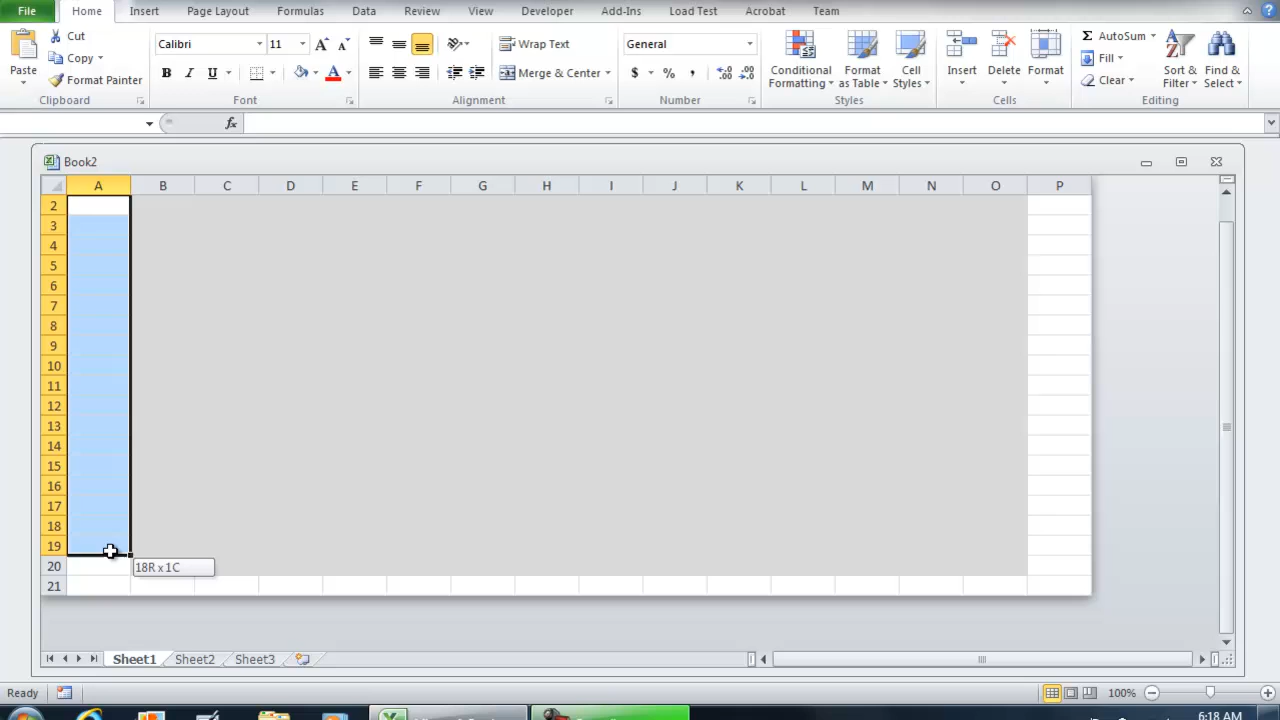 File Home Insert Page Layout Formulas Data Review View Developer Add-Ins Load Test Acrobat Team
Paste
Cut
Copy
Format Painter
Clipboard
Calibri 11
B I U A
Font
Wrap Text
Merge & Center
Alignment
General
$ % , .00 .0
Number
Conditional
Formatting
Format
as Table
Cell
Styles
Styles
Insert
Delete
Format
Cells
Σ AutoSum
Fill
Clear
Sort &
Filter
Find &
Select
Editing
fx
Book2
A B C D E F G H I J K L M N O P
2
3
4
5
6
7
8
9
10
11
12
13
14
15
16
17
18
19
20
21
18R x 1C
Sheet1 Sheet2 Sheet3
Ready
100%
6:18 AM